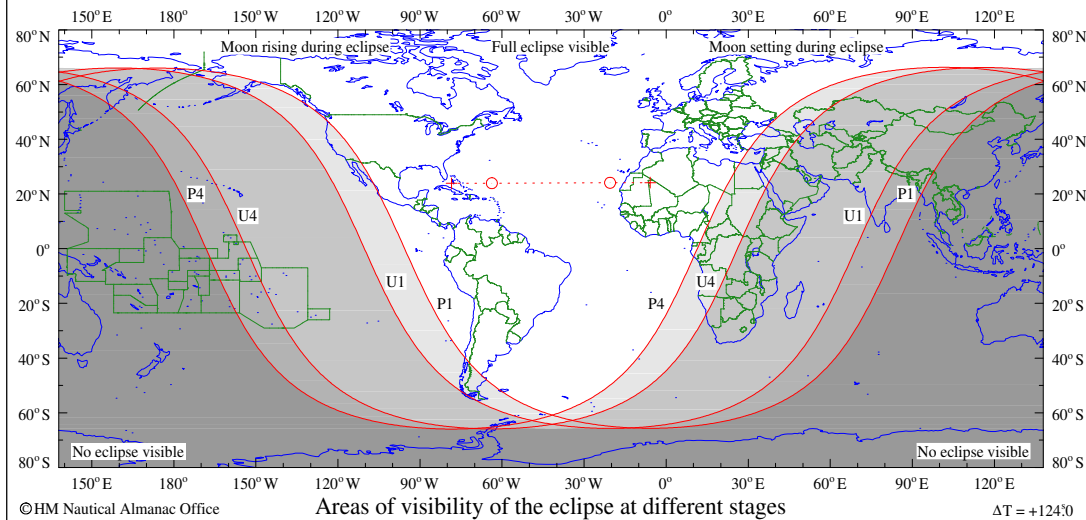 150° E 180° 150° W 120° W 90° W 60° W 30° W 0° 30° E 60° E 90° E 120° E
80° N 80° N
Moon rising during eclipse Full eclipse visible Moon setting during eclipse
60° N 60° N
40° N 40° N
20° N P4 U4 U1 P1 20° N
0° 0°
U1 P1 P4 U4
20° S 20° S
40° S 40° S
60° S 60° S
No eclipse visible No eclipse visible
80° S 80° S
150° E 180° 150° W 120° W 90° W 60° W 30° W 0° 30° E 60° E 90° E 120° E
©HM Nautical Almanac Office Areas of visibility of the eclipse at different stages ΔT = +124ˢ.0